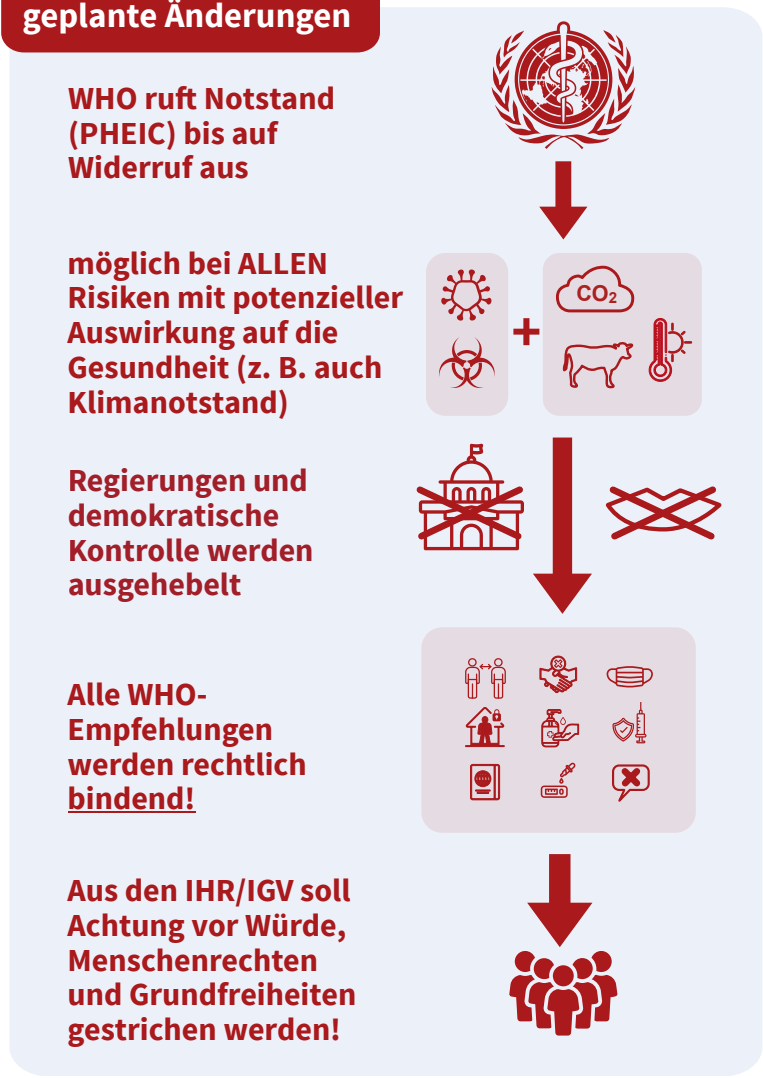 geplante Änderungen
WHO ruft Notstand
(PHEIC) bis auf
Widerruf aus
möglich bei ALLEN
Risiken mit potenzieller
Auswirkung auf die
Gesundheit (z. B. auch
Klimanotstand)
CO₂
Regierungen und
demokratische
Kontrolle werden
ausgehebelt
Alle WHO-
Empfehlungen
werden rechtlich
bindend!
Aus den IHR/IGV soll
Achtung vor Würde,
Menschenrechten
und Grundfreiheiten
gestrichen werden!